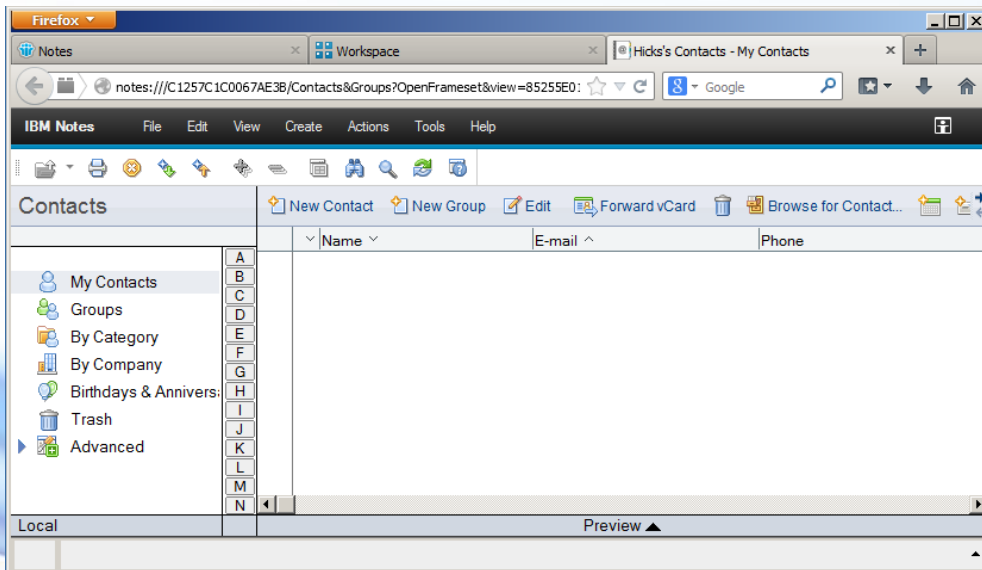 Firefox
Notes Workspace Hicks's Contacts - My Contacts
notes:///C1257C1C0067AE3B/Contacts&Groups?OpenFrameset&view=85255E01 Google
IBM Notes File Edit View Create Actions Tools Help
Contacts New Contact New Group Edit Forward vCard Browse for Contact...
Name E-mail Phone
A
My Contacts B
C
Groups D
By Category E
F
By Company G
Birthdays & Annivers H
I
Trash J
Advanced K
L
M
N
Local Preview